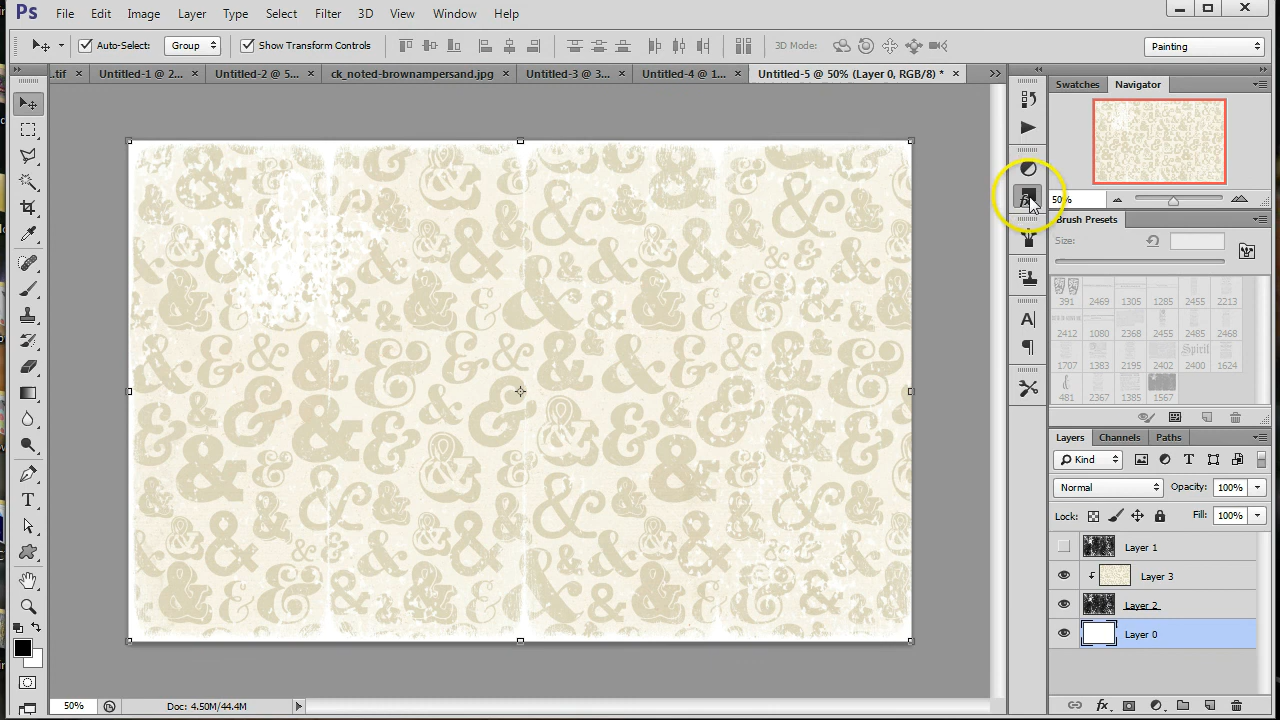 Ps File Edit Image Layer Type Select Filter 3D View Window Help
Auto-Select: Group Show Transform Controls 3D Mode: Painting
.tif × Untitled-1 @ 2... × Untitled-2 @ 5... × ck_noted-brownampersand.jpg × Untitled-3 @ 3... × Untitled-4 @ 1... × Untitled-5 @ 50% (Layer 0, RGB/8) * ×
Swatches Navigator
50%
Brush Presets
Size:
391 2469 1305 1285 2455 2213
2412 1080 2368 2455 2485 2468
1707 1383 2195 2402 2400 1624
Spirit
481 2367 1385 1567
Layers Channels Paths
Kind
Normal Opacity: 100%
Lock: Fill: 100%
Layer 1
Layer 3
Layer 2
Layer 0
50% Doc: 4.50M/44.4M